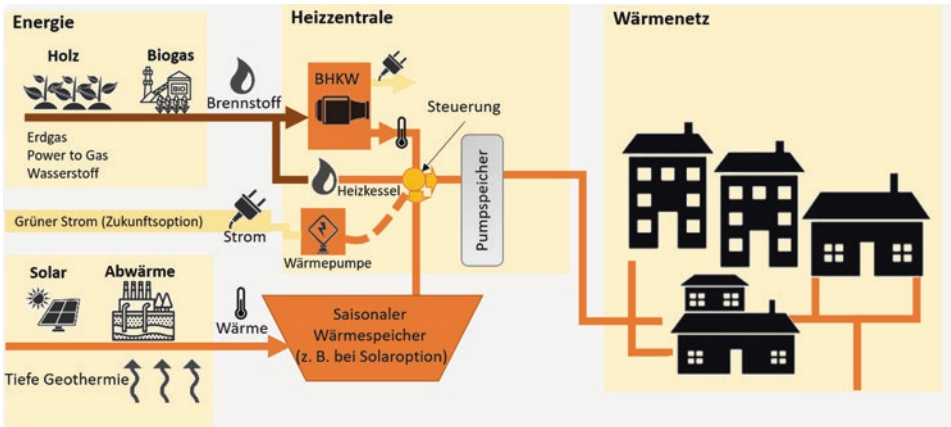 Energie
Holz
Biogas
BIO
Brennstoff
Erdgas
Power to Gas
Wasserstoff
Grüner Strom (Zukunftsoption)
Strom
Solar
Abwärme
Wärme
Tiefe Geothermie
Heizzentrale
BHKW
Steuerung
Heizkessel
Wärmepumpe
Pumpspeicher
Saisonaler
Wärmespeicher
(z. B. bei Solaroption)
Wärmenetz